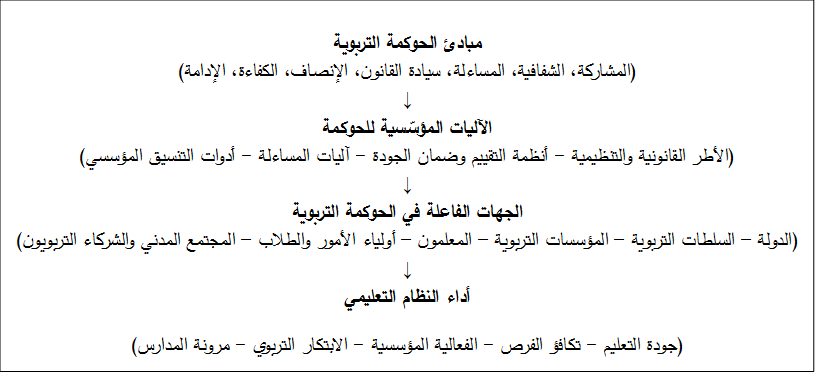 مبادئ الحوكمة التربوية
(المشاركة، الشفافية، المساءلة، سيادة القانون، الإنصاف، الكفاءة، الإدامة)
↓
الآليات المؤسّسية للحوكمة
(الأطر القانونية والتنظيمية – أنظمة التقييم وضمان الجودة – آليات المساءلة – أدوات التنسيق المؤسسي)
↓
الجهات الفاعلة في الحوكمة التربوية
(الدولة – السلطات التربوية – المؤسسات التربوية – المعلمون – أولياء الأمور والطلاب – المجتمع المدني والشركاء التربويون)
↓
أداء النظام التعليمي
(جودة التعليم – تكافؤ الفرص – الفعالية المؤسسية – الابتكار التربوي – مرونة المدارس)